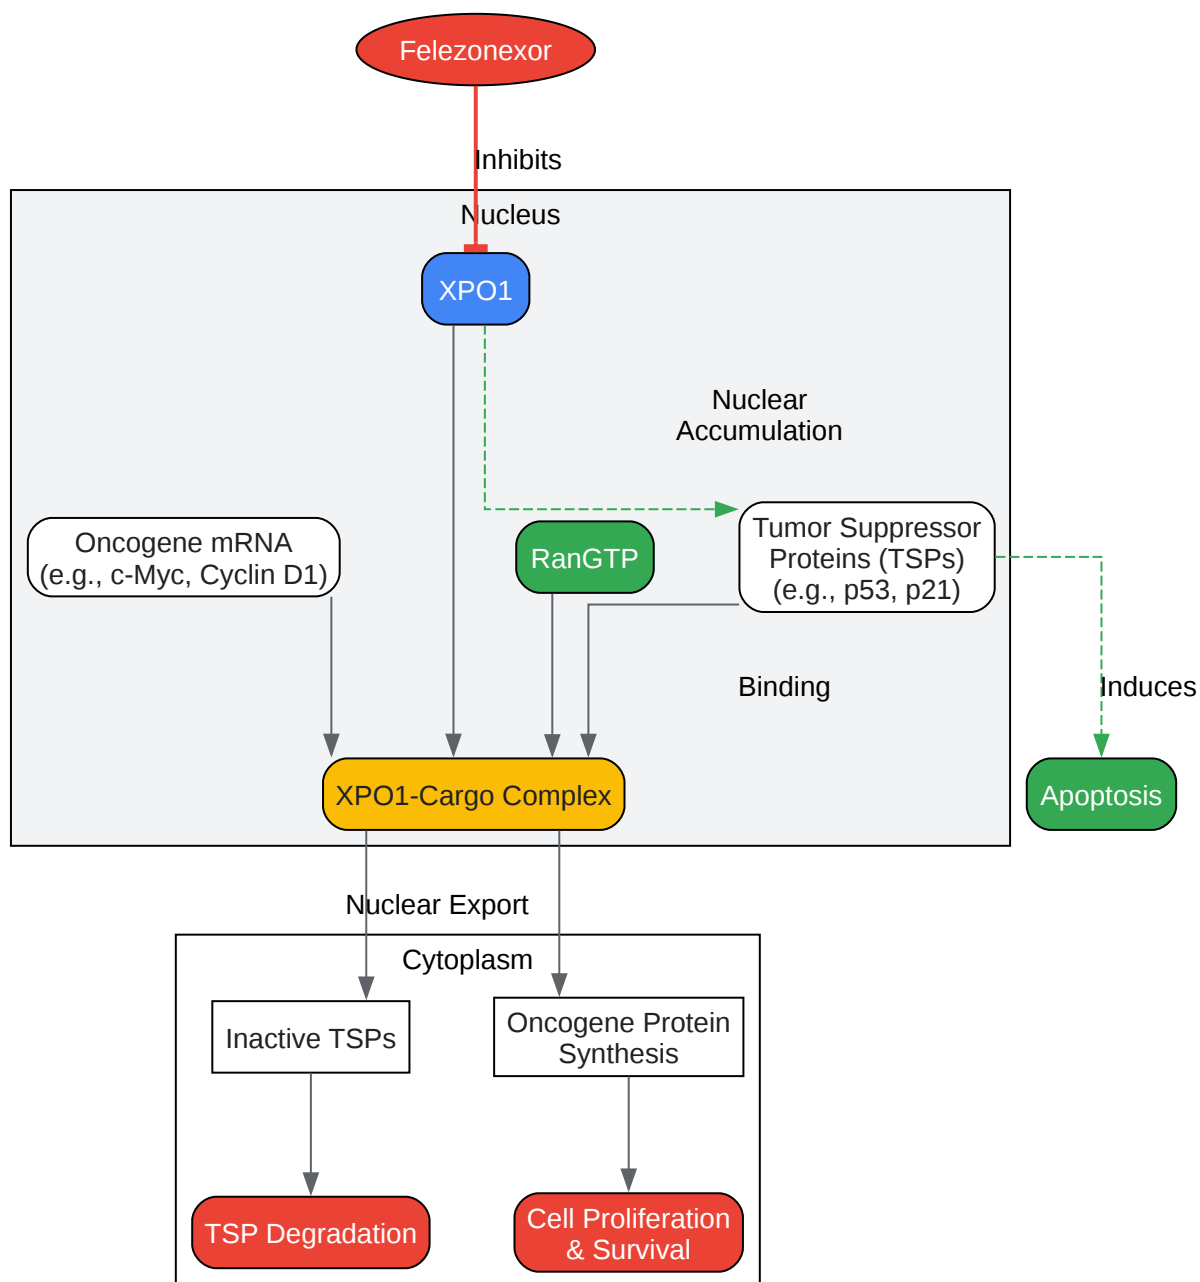 Felezonexor
Inhibits
Nucleus
XPO1
Nuclear
Accumulation
Oncogene mRNA
(e.g., c-Myc, Cyclin D1)
RanGTP
Tumor Suppressor
Proteins (TSPs)
(e.g., p53, p21)
Binding
Induces
XPO1-Cargo Complex
Apoptosis
Nuclear Export
Cytoplasm
Inactive TSPs
Oncogene Protein
Synthesis
TSP Degradation
Cell Proliferation
& Survival